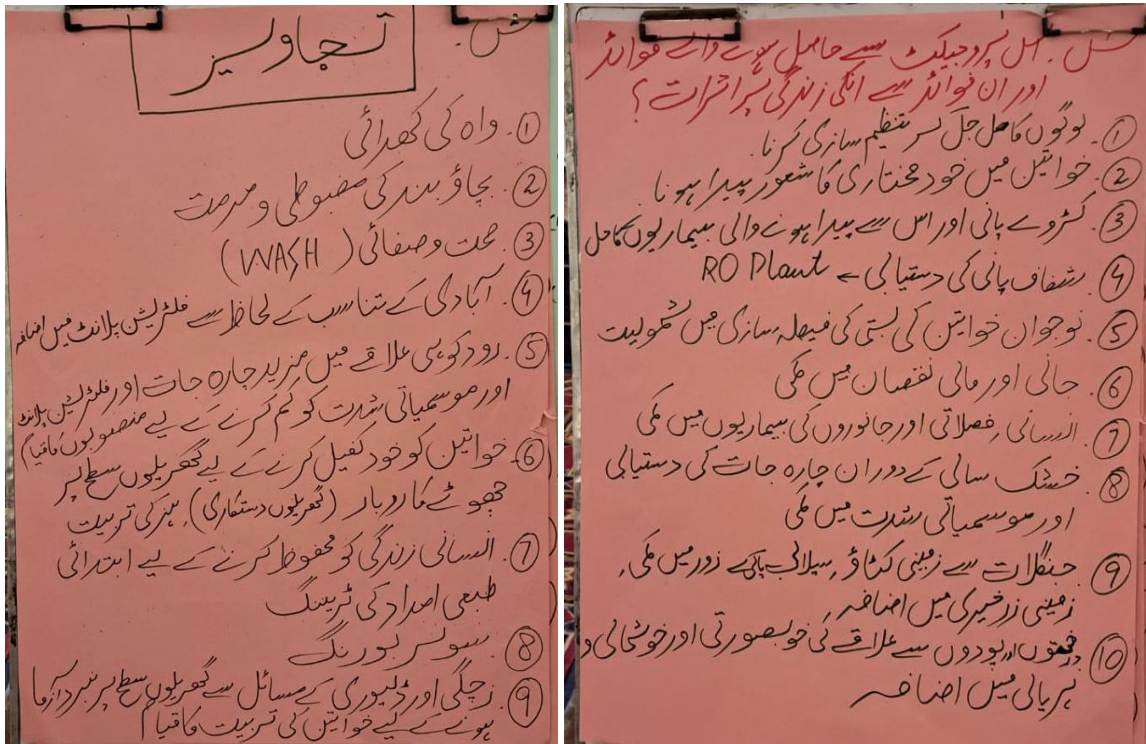 تجاویز
① واہ کی کھدائی
② بچاؤ بند کی مضبوطی و مرمت
③ صحت و صفائی (WASH)
④ آبادی کے تناسب کے لحاظ سے فلٹریشن پلانٹ میں اضافہ
⑤ رودکوہی علاقے میں مزید چارہ جات اور فلٹریشن پلانٹ
اور موسمیاتی شدت کو کم کرنے کے لیے منصوبوں کا قیام
⑥ خواتین کو خود کفیل کرنے کے لیے گھریلوں سطح پر
چھوٹے کاروبار (گھریلوں دستکاری)، ہنر کی تربیت
⑦ انسانی زندگی کو محفوظ کرنے کے لیے ابتدائی
طبعی امداد کی ٹریننگ
⑧ سولر بورنگ
⑨ زچگی اور ڈلیوری کے مسائل سے گھریلوں سطح پر نبردآزما
ہونے کے لیے خواتین کی تربیت کا قیام
س. اس پروجیکٹ سے حاصل ہونے والے فوائد
اور ان فوائد سے انکی زندگی پر اثرات؟
① لوگوں کا مل جل کر تنظیم سازی کرنا.
② خواتین میں خود مختاری کا شعور پیدا ہونا
③ کڑوے پانی اور اس سے پیدا ہونے والی بیماریوں کا حل
④ شفاف پانی کی دستیابی ← RO Plant
⑤ نوجوان خواتین کی بستی کی فیصلہ سازی میں شمولیت
⑥ جانی اور مالی نقصان میں کمی
⑦ انسانی، فصلاتی اور جانوروں کی بیماریوں میں کمی
⑧ خشک سالی کے دوران چارہ جات کی دستیابی
اور موسمیاتی شدت میں کمی
⑨ جنگلات سے زمینی کٹاؤ، سیلاب پانی کے زور میں کمی،
زمینی زرخیزی میں اضافہ،
⑩ درختوں اور پودوں سے علاقے کی خوبصورتی اور خوشحالی و
ہریالی میں اضافہ